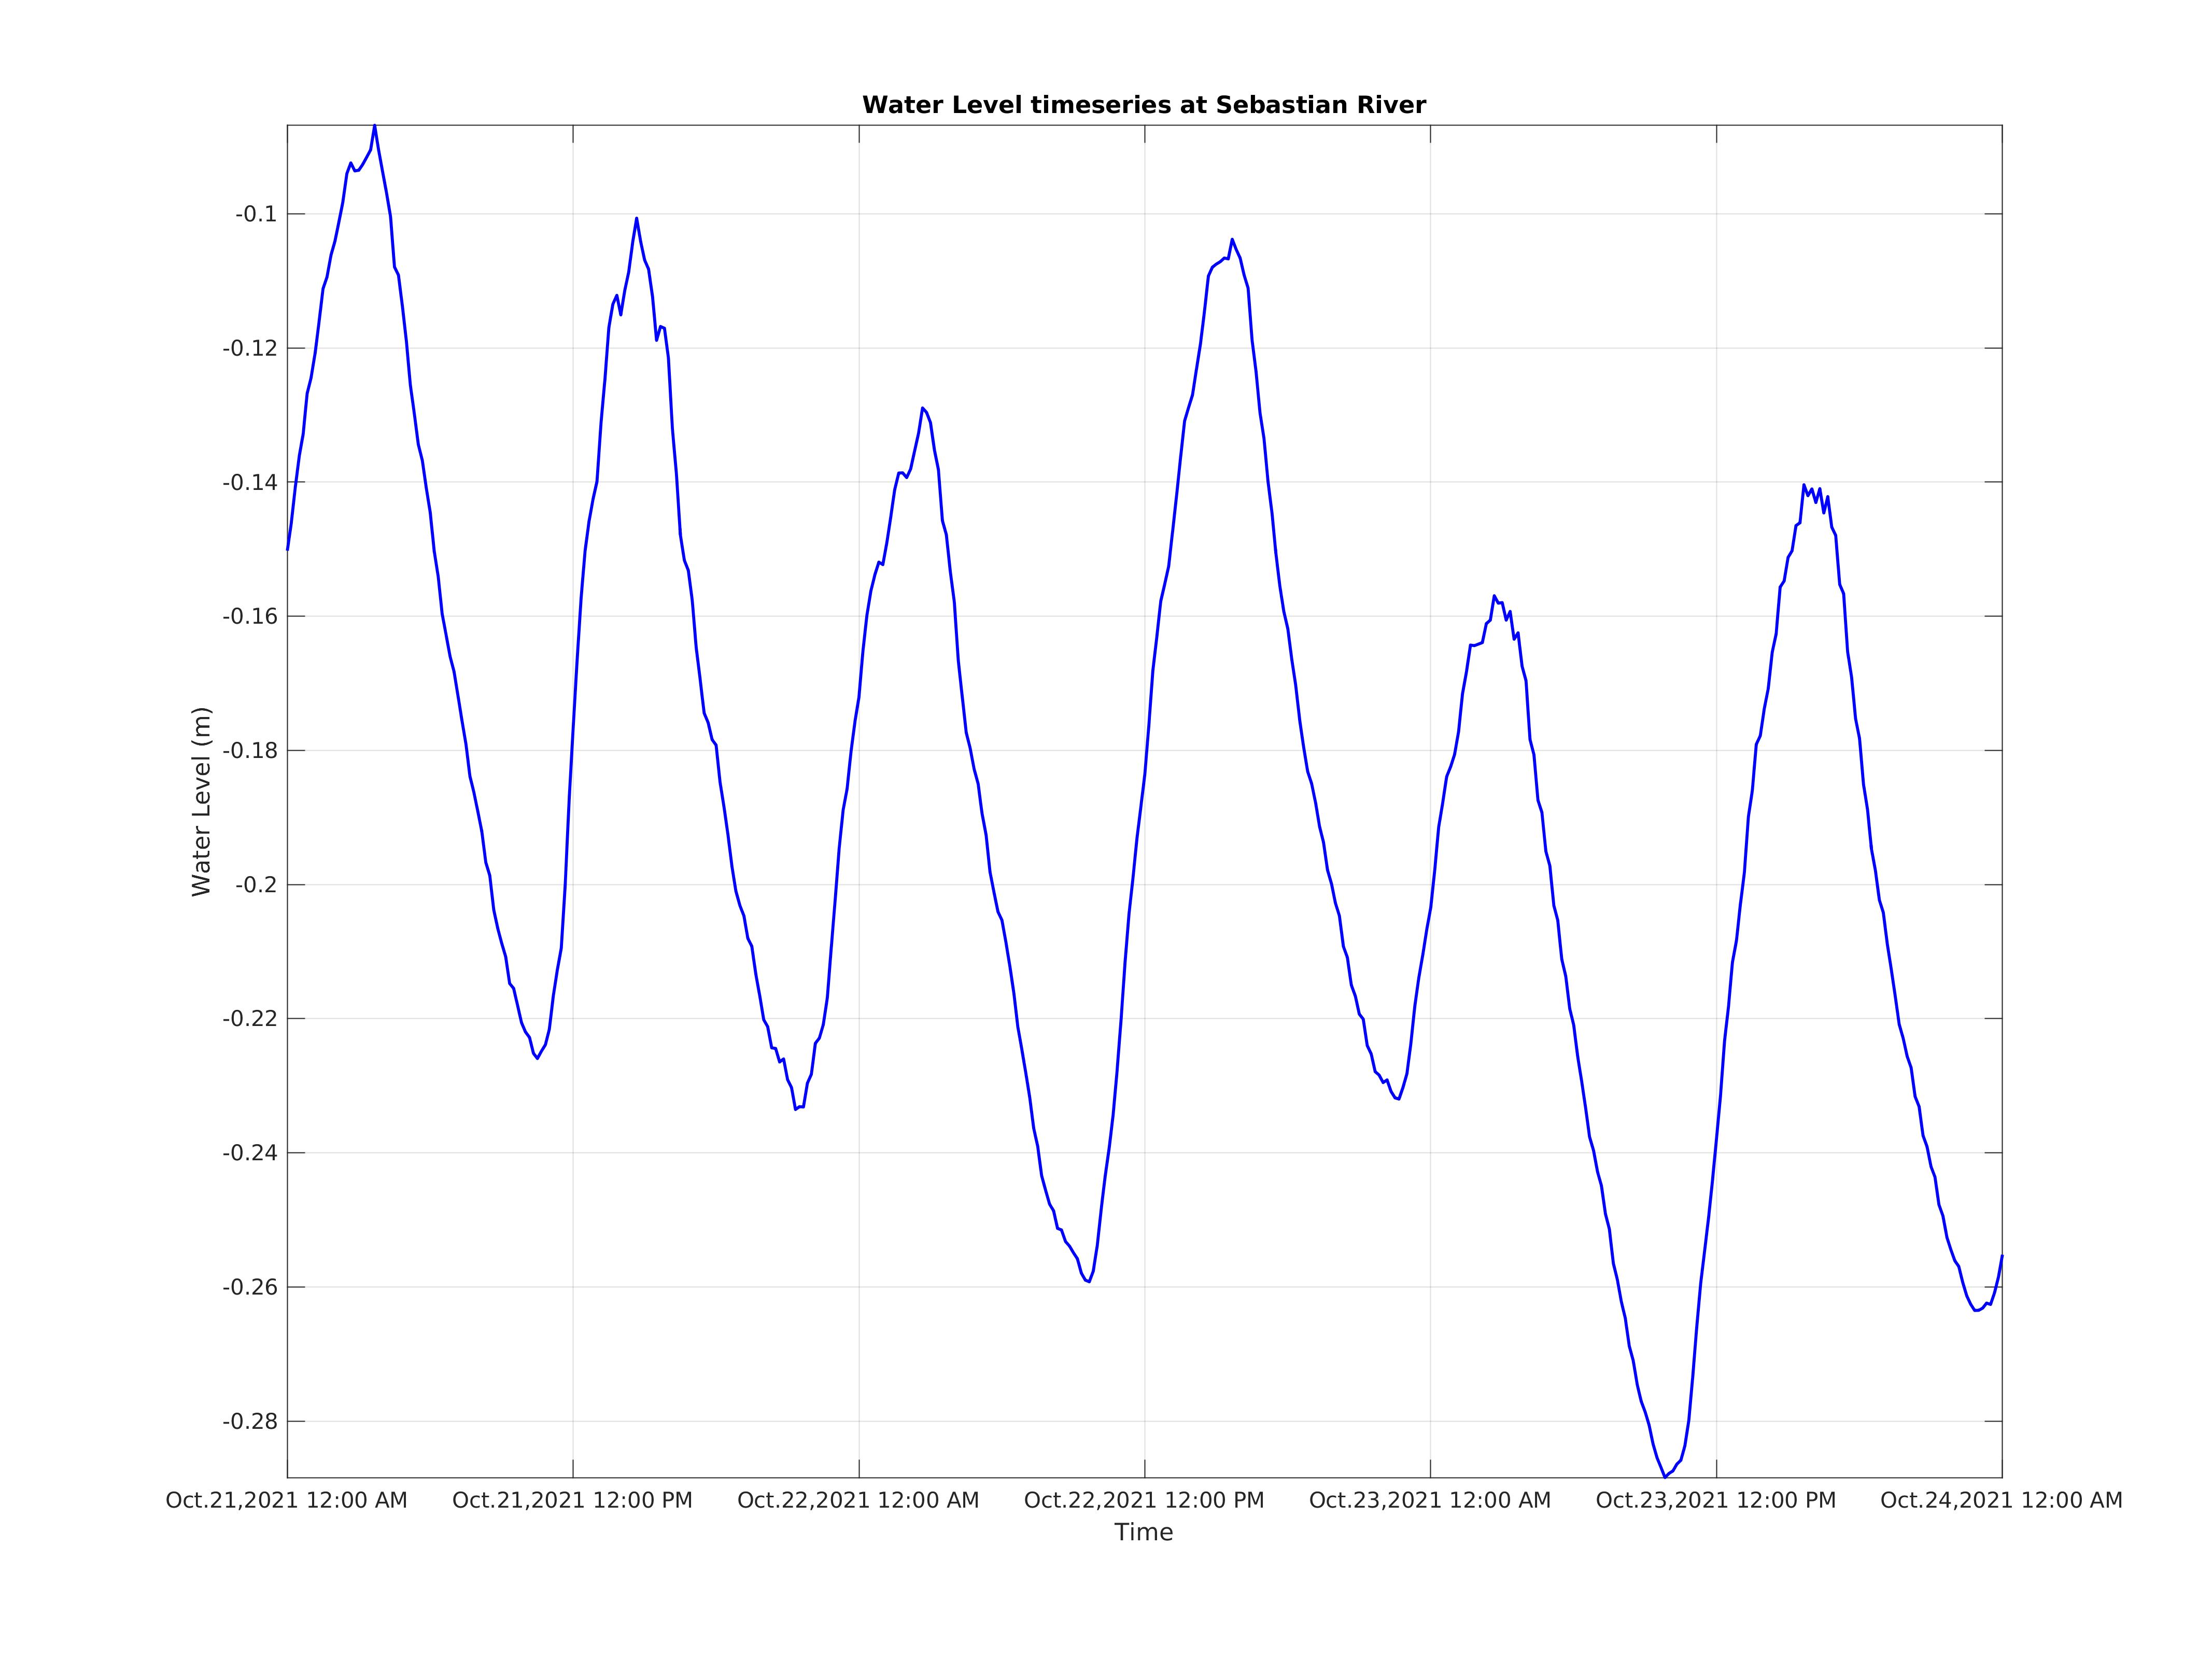 Water Level timeseries at Sebastian River
-0.1
-0.12
-0.14
-0.16
-0.18
-0.2
-0.22
-0.24
-0.26
-0.28
Water Level (m)
Oct.21,2021 12:00 AM
Oct.21,2021 12:00 PM
Oct.22,2021 12:00 AM
Oct.22,2021 12:00 PM
Oct.23,2021 12:00 AM
Oct.23,2021 12:00 PM
Oct.24,2021 12:00 AM
Time